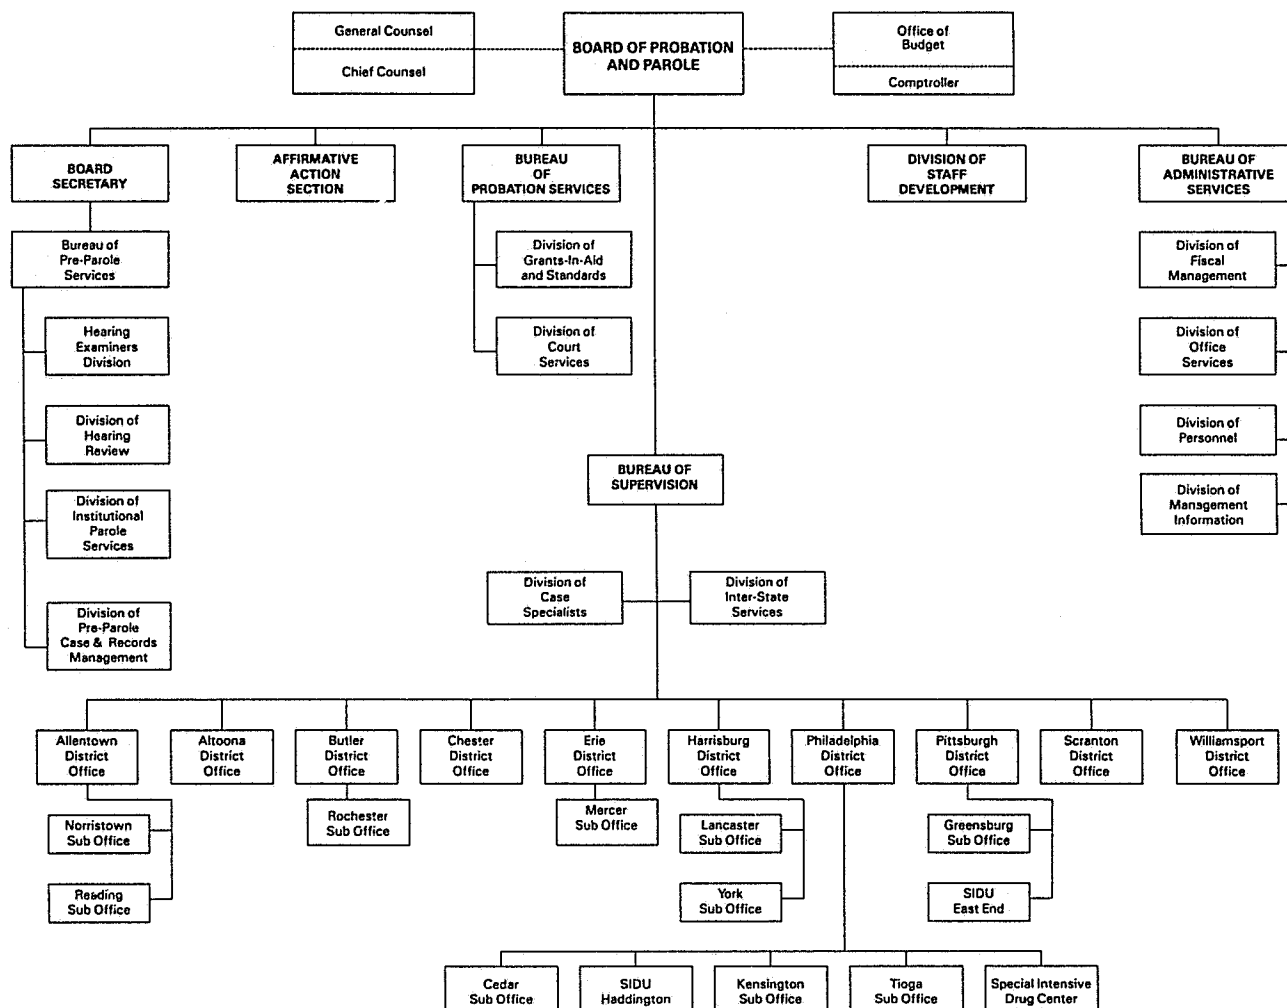 General Counsel
Chief Counsel
BOARD OF PROBATION
AND PAROLE
Office of
Budget
Comptroller
BOARD
SECRETARY
AFFIRMATIVE
ACTION
SECTION
BUREAU
OF
PROBATION SERVICES
DIVISION OF
STAFF
DEVELOPMENT
BUREAU OF
ADMINISTRATIVE
SERVICES
Bureau of
Pre-Parole
Services
Division of
Grants-In-Aid
and Standards
Division of
Fiscal
Management
Hearing
Examiners
Division
Division of
Court
Services
Division of
Office
Services
Division of
Hearing
Review
Division of
Personnel
BUREAU OF
SUPERVISION
Division of
Institutional
Parole
Services
Division of
Management
Information
Division of
Case
Specialists
Division of
Inter-State
Services
Division of
Pre-Parole
Case & Records
Management
Allentown
District
Office
Altoona
District
Office
Butler
District
Office
Chester
District
Office
Erie
District
Office
Harrisburg
District
Office
Philadelphia
District
Office
Pittsburgh
District
Office
Scranton
District
Office
Williamsport
District
Office
Norristown
Sub Office
Rochester
Sub Office
Mercer
Sub Office
Lancaster
Sub Office
Greensburg
Sub Office
Reading
Sub Office
York
Sub Office
SIDU
East End
Cedar
Sub Office
SIDU
Haddington
Kensington
Sub Office
Tioga
Sub Office
Special Intensive
Drug Center